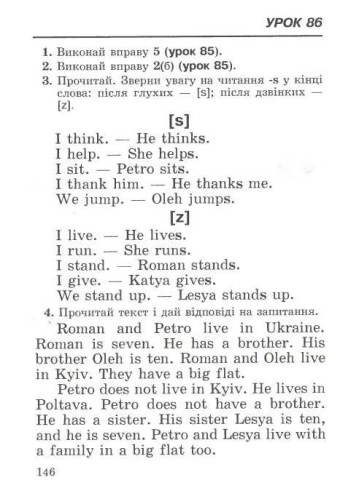 УРОК 86
1. Виконай вправу 5 (урок 85).
2. Виконай вправу 2(б) (урок 85).
3. Прочитай. Зверни увагу на читання -s у кінці
слова: після глухих — [s]; після дзвінких —
[z].
[s]
I think. — He thinks.
I help. — She helps.
I sit. — Petro sits.
I thank him. — He thanks me.
We jump. — Oleh jumps.
[z]
I live. — He lives.
I run. — She runs.
I stand. — Roman stands.
I give. — Katya gives.
We stand up. — Lesya stands up.
4. Прочитай текст і дай відповіді на запитання.
Roman and Petro live in Ukraine.
Roman is seven. He has a brother. His
brother Oleh is ten. Roman and Oleh live
in Kyiv. They have a big flat.
Petro does not live in Kyiv. He lives in
Poltava. Petro does not have a brother.
He has a sister. His sister Lesya is ten,
and he is seven. Petro and Lesya live with
a family in a big flat too.
146